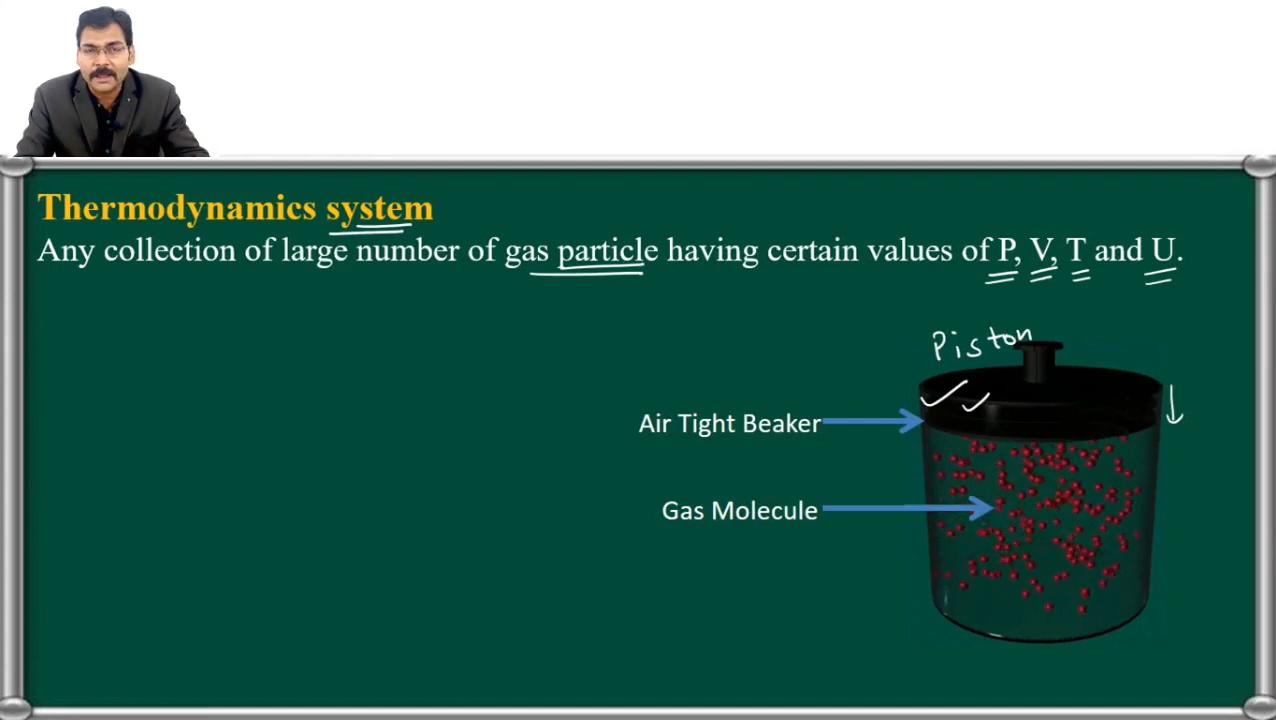 Thermodynamics system
Any collection of large number of gas particle having certain values of P, V, T and U.
Piston
Air Tight Beaker
Gas Molecule